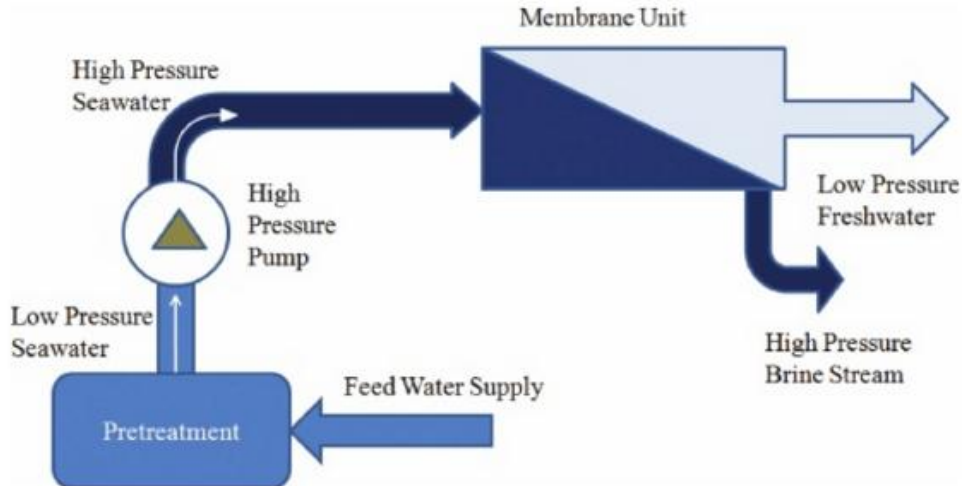 Membrane Unit
High Pressure
Seawater
High
Pressure
Pump
Low Pressure
Freshwater
Low Pressure
Seawater
High Pressure
Brine Stream
Feed Water Supply
Pretreatment